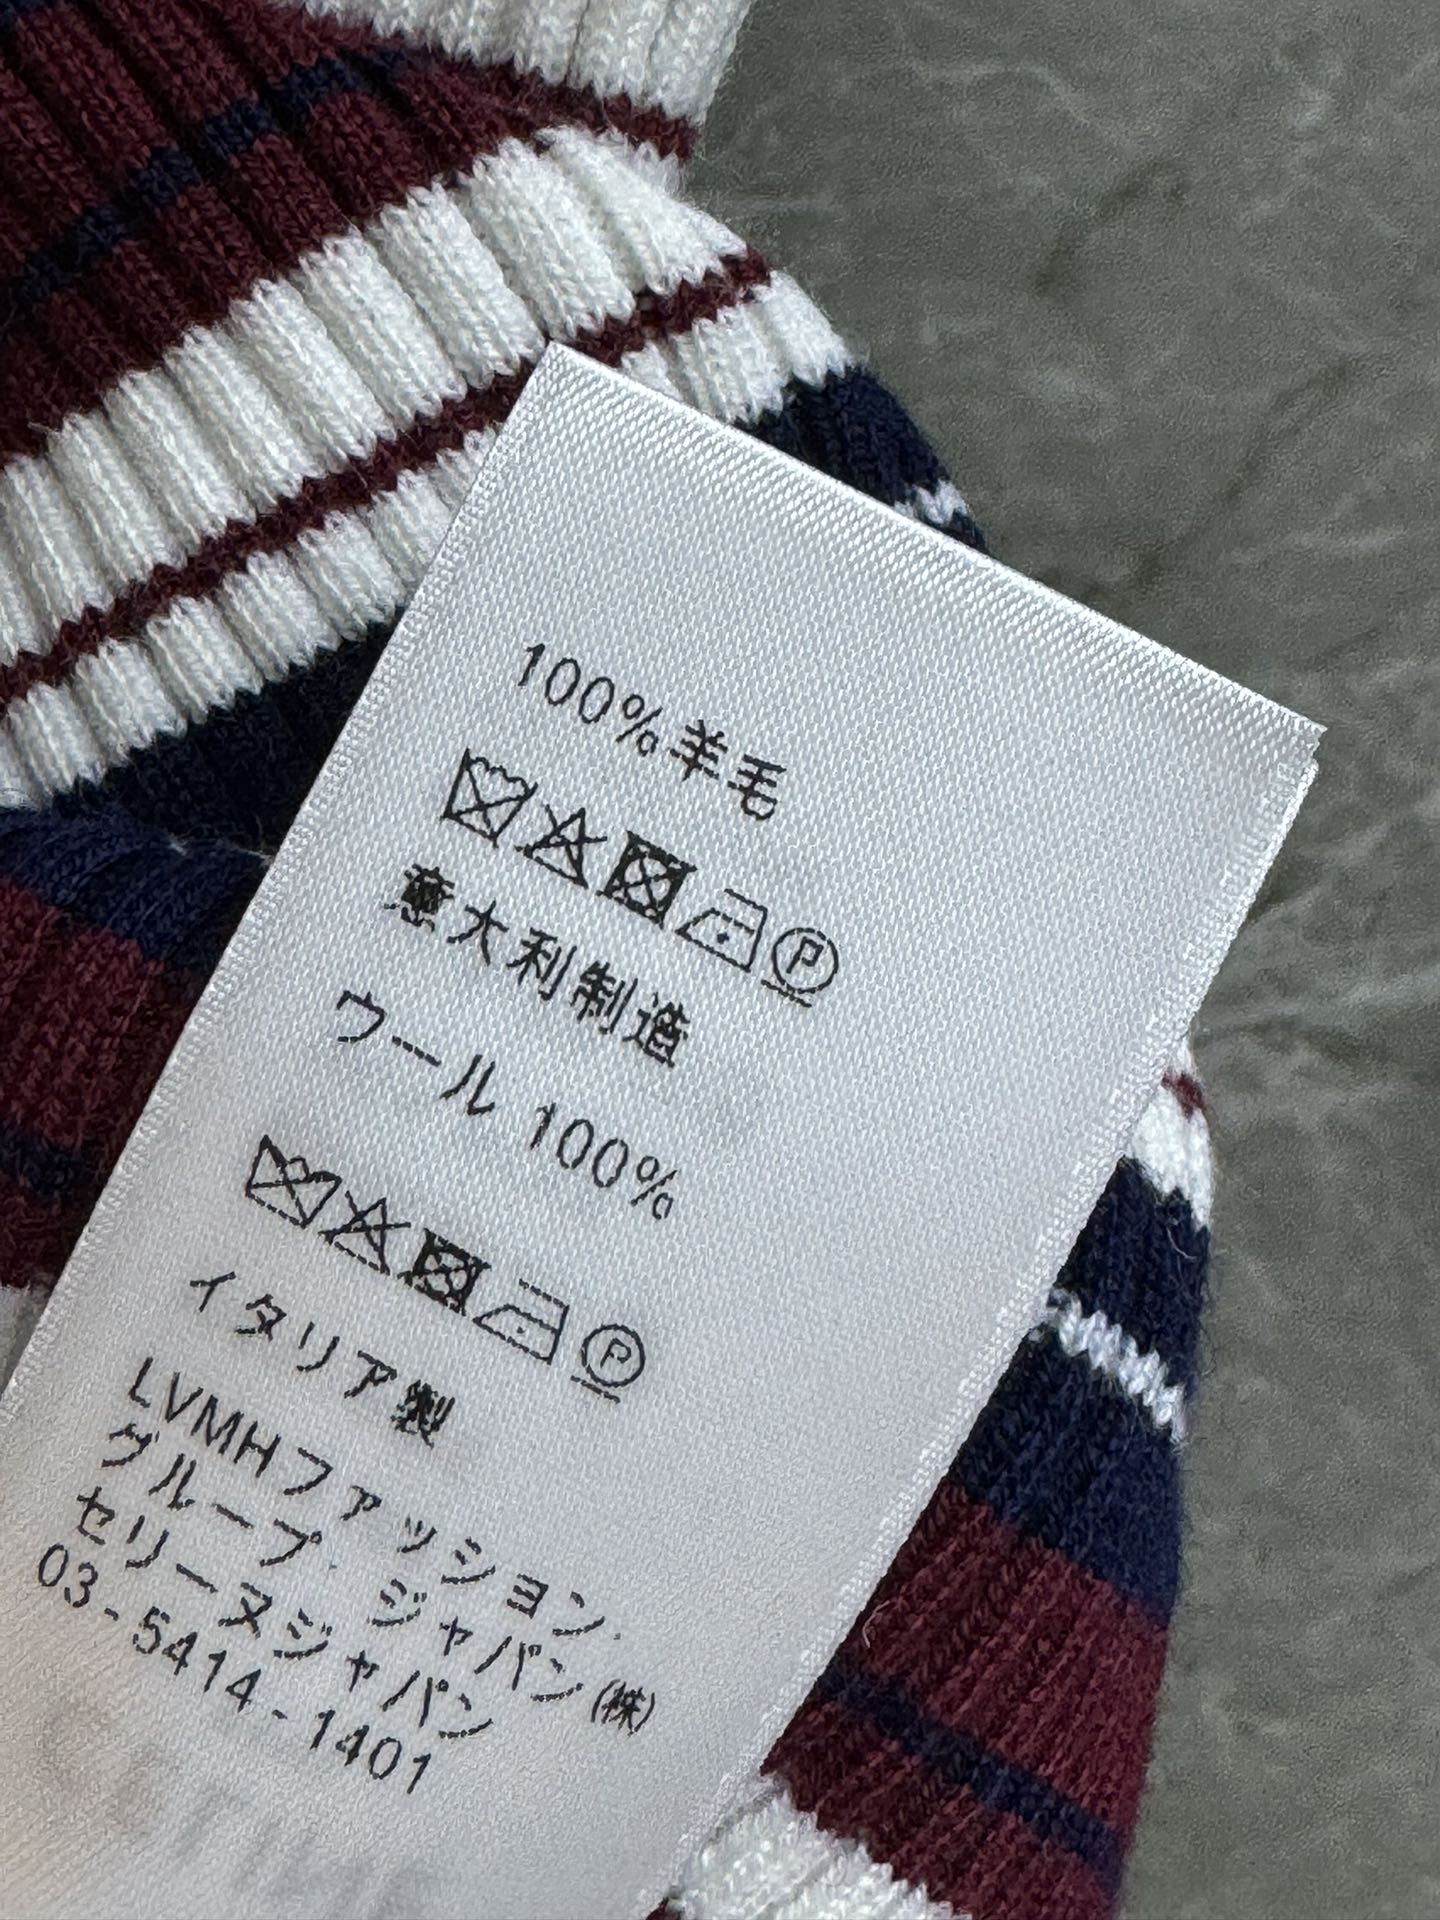 100%羊毛
P
意大利制造
ウール 100%
P
イタリア製
LVMHファッション.
グループ. ジャパン(株)
セリーヌジャパン
03-5414-1401